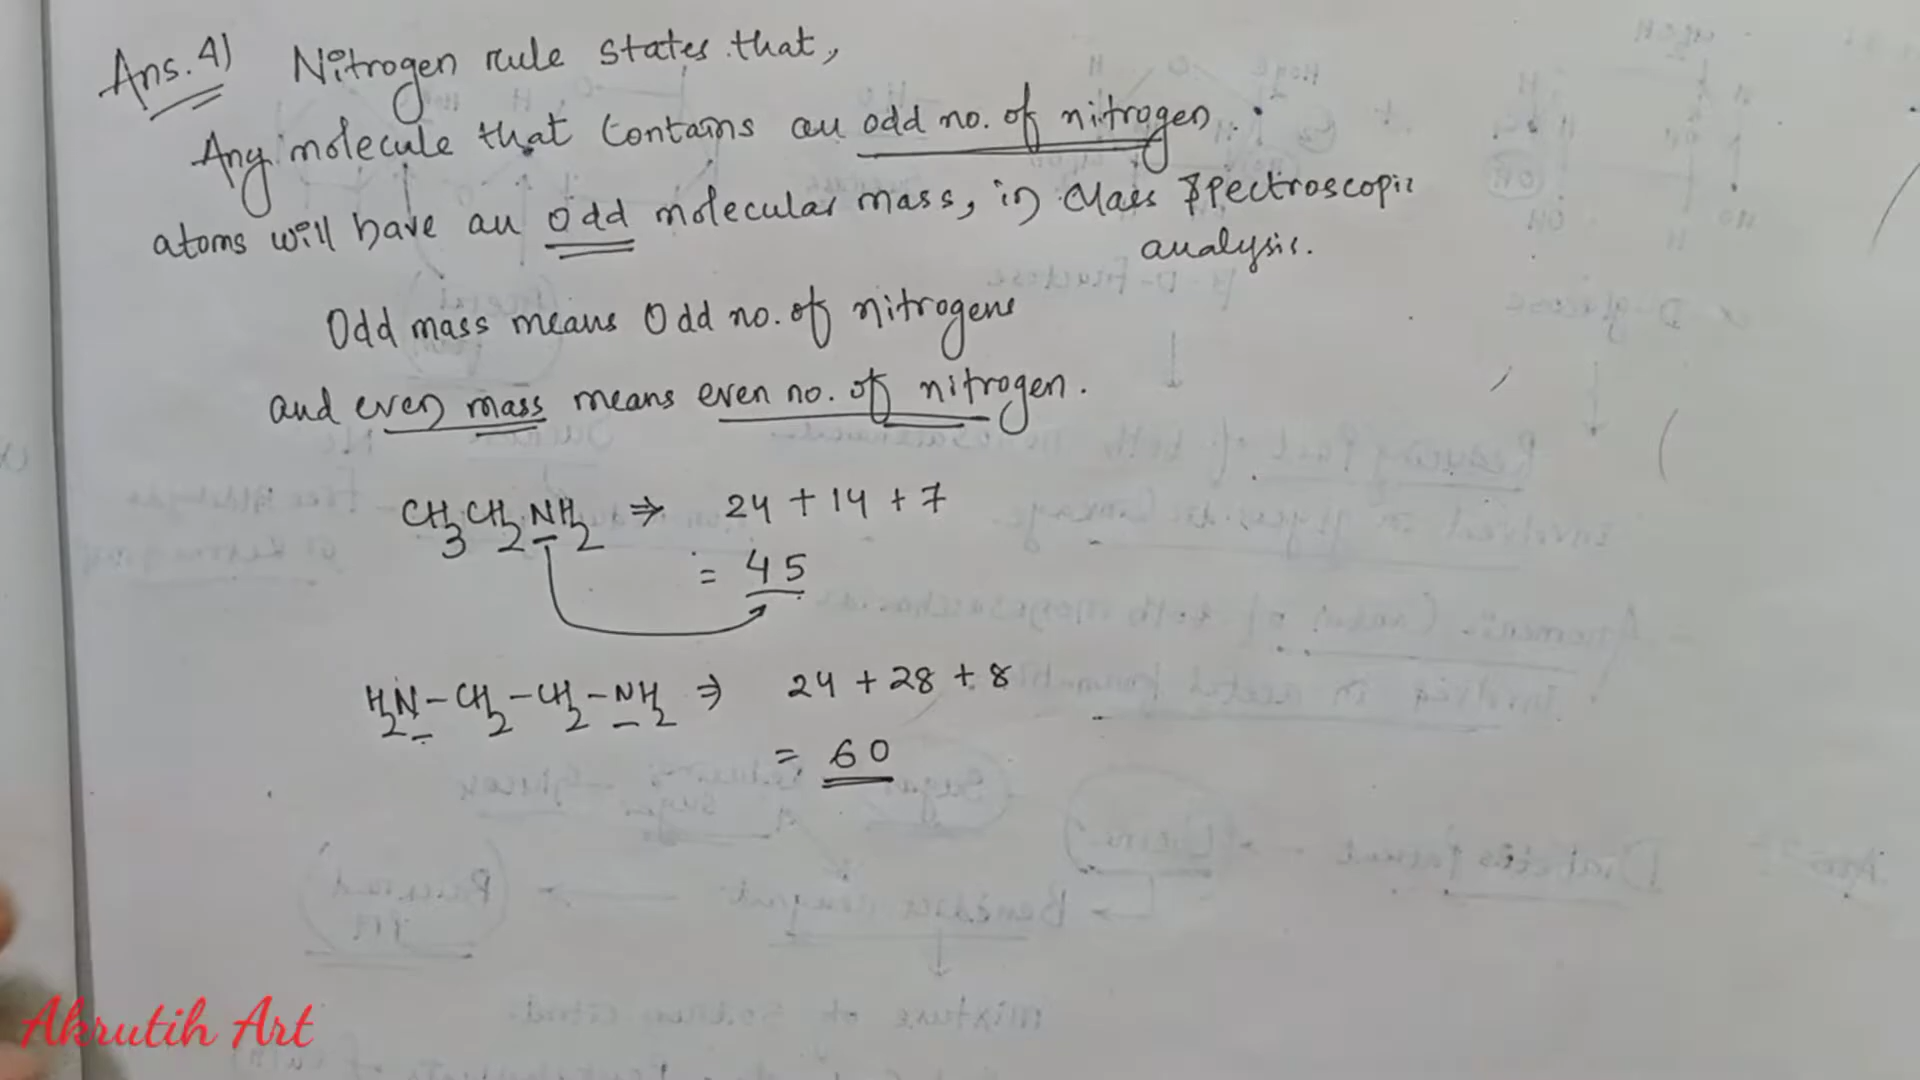 Ans. 4) Nitrogen rule states that,
Any molecule that contains an odd no. of nitrogen
atoms will have an odd molecular mass, in Mass Spectroscopic
analysis.
Odd mass means Odd no. of nitrogens
and even mass means even no. of nitrogen.
CH3CH2NH2 ⇒ 24 + 14 + 7
= 45
H2N-CH2-CH2-NH2 ⇒ 24 + 28 + 8
= 60
Akrutih Art